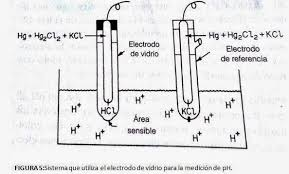 Hg + Hg2Cl2 + KCl
Electrodo
de vidrio
Hg + Hg2Cl2 + KCl
Electrodo
de referencia
HCl
KCl
Área
sensible
H+
H+
H+
H+
H+
H+
H+
H+
FIGURA 5:Sistema que utiliza el electrodo de vidrio para la medición de pH.